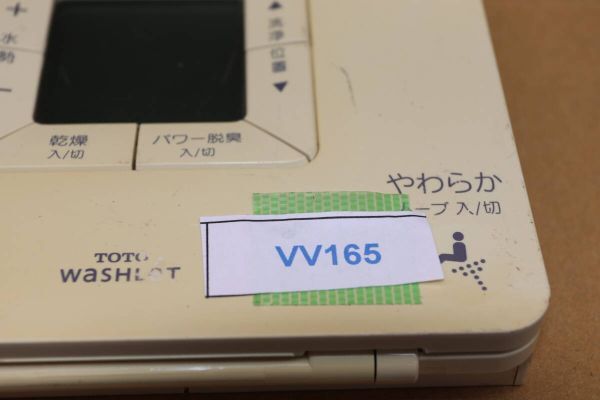 +
水
勢
−
▲
洗浄
位置
▼
乾燥
入/切
パワー脱臭
入/切
やわらか
ーブ 入/切
TOTO
WASHLET
VV165